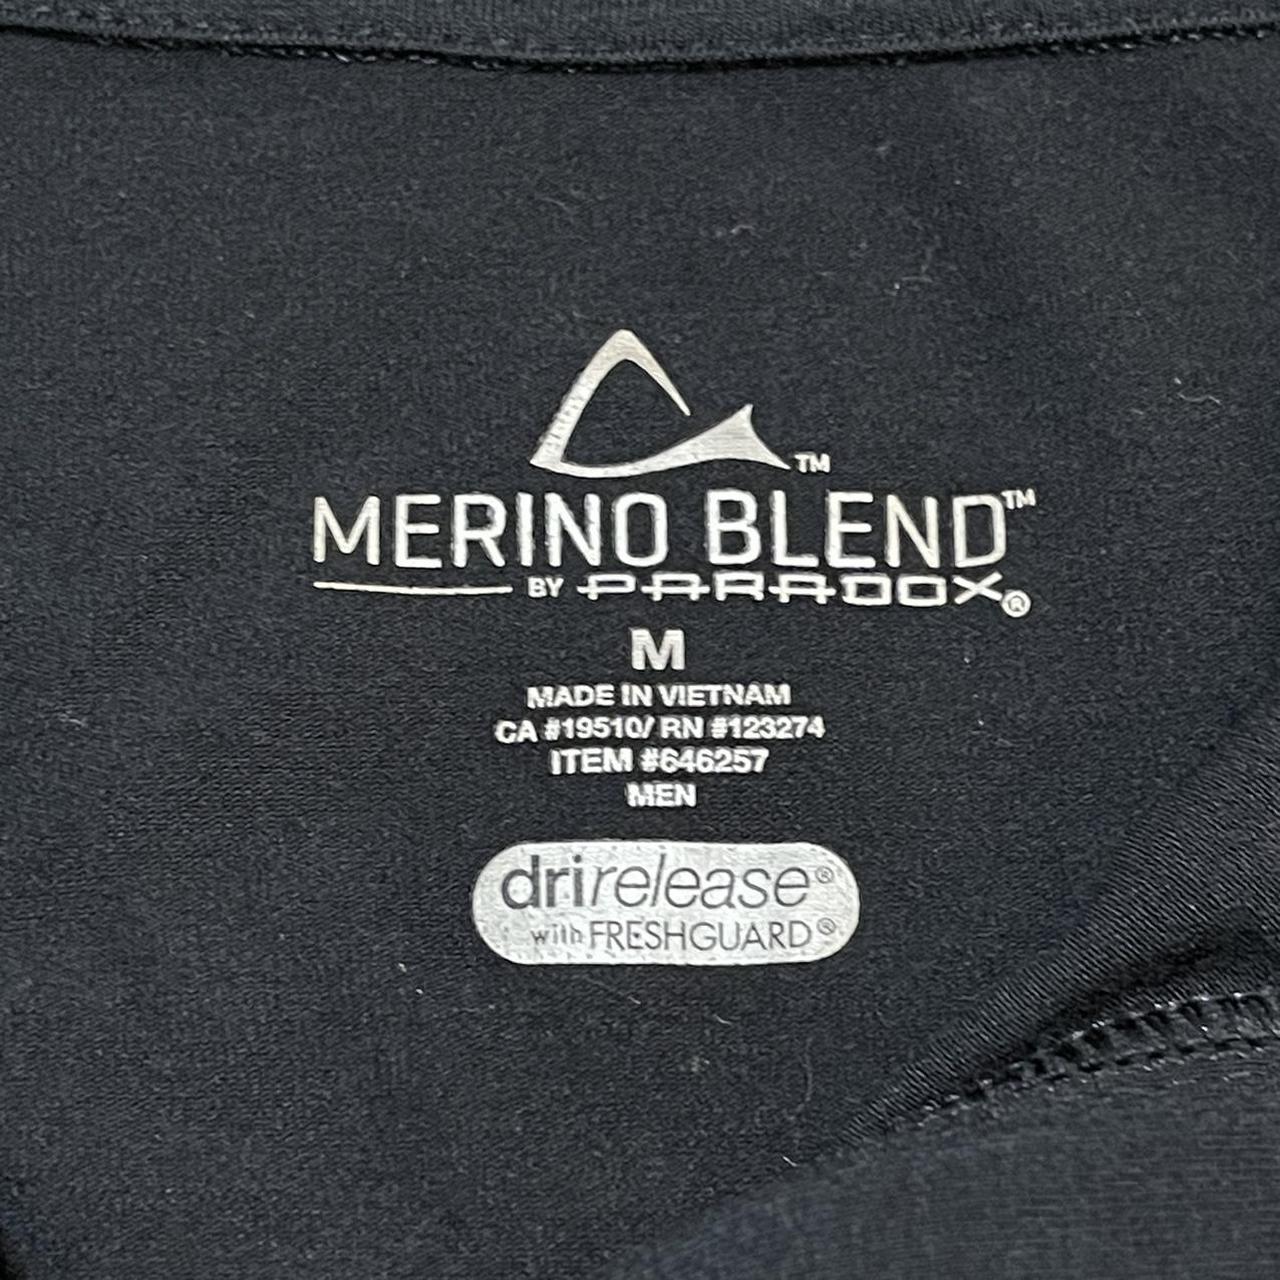 ™
MERINO BLEND™
BY PARADOX®
M
MADE IN VIETNAM
CA #19510/ RN #123274
ITEM #646257
MEN
drirelease®
with FRESHGUARD®